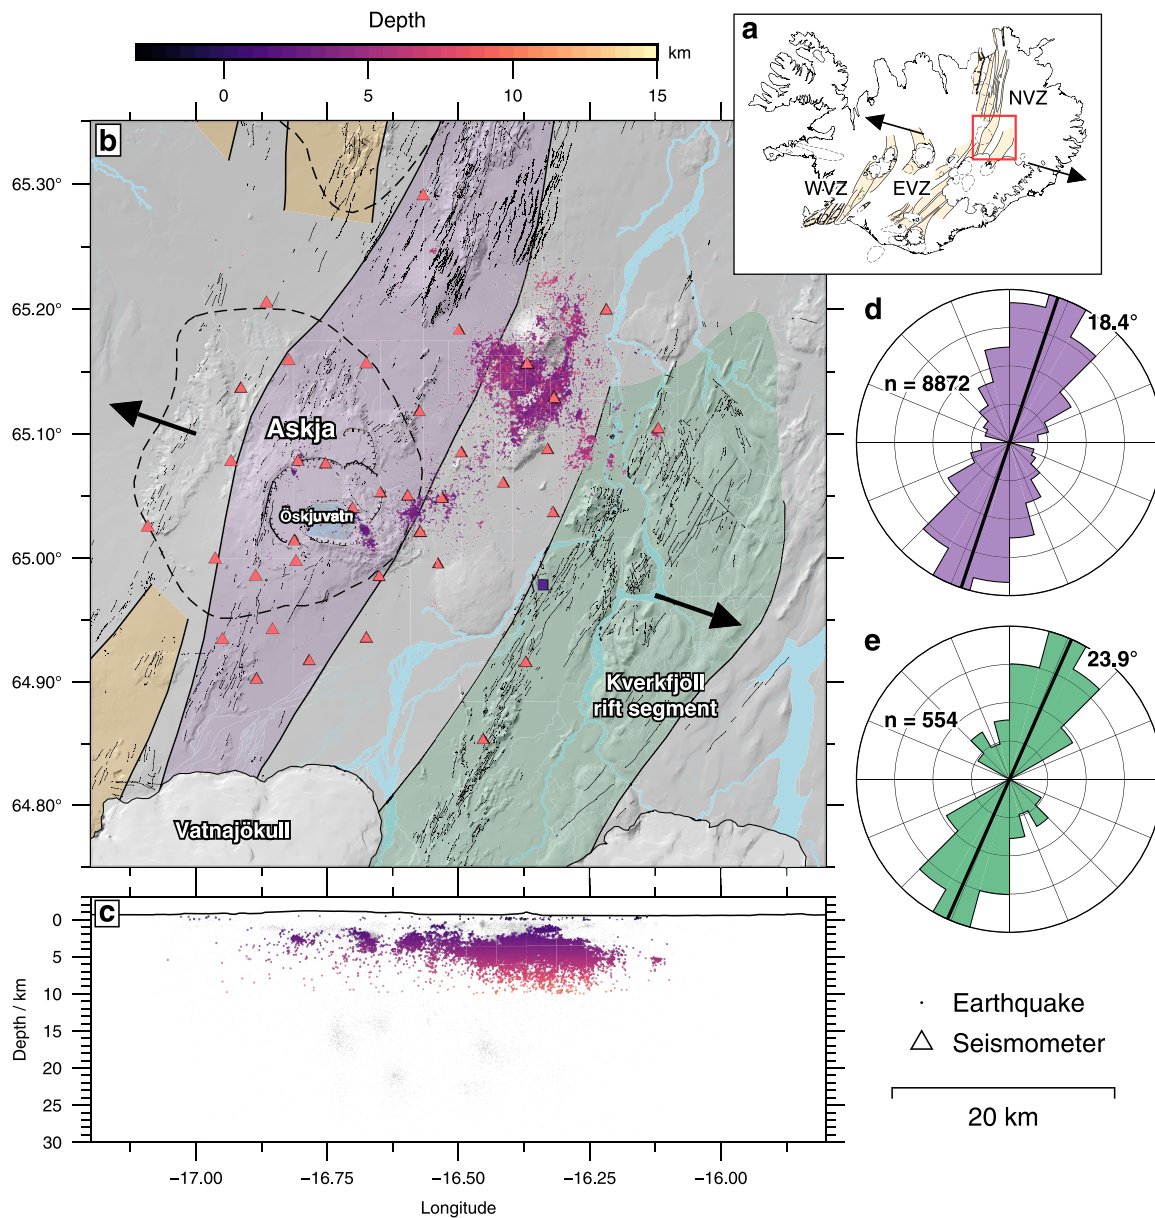 Depth
km
0
5
10
15
a
NVZ
WVZ
EVZ
b
65.30°
65.20°
65.10°
65.00°
64.90°
64.80°
Askja
Öskjuvatn
Kverkfjöll
rift segment
Vatnajökull
d
18.4°
n = 8872
e
23.9°
n = 554
c
0
5
10
15
20
25
30
Depth / km
−17.00
−16.75
−16.50
−16.25
−16.00
Longitude
Earthquake
Seismometer
20 km